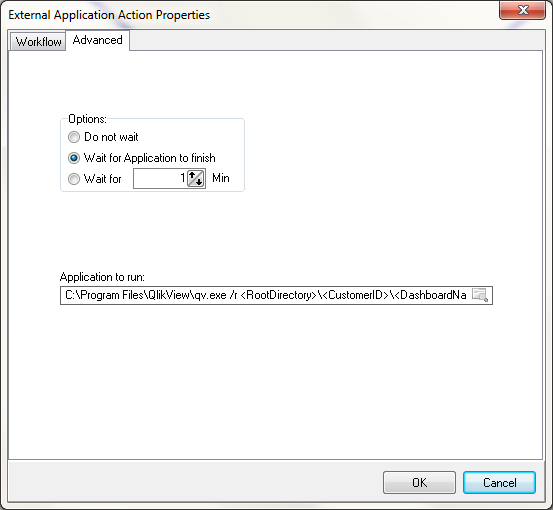 External Application Action Properties
Workflow Advanced
Options:
Do not wait
Wait for Application to finish
Wait for 1 Min
Application to run:
C:\Program Files\QlikView\qv.exe /r <RootDirectory>\<CustomerID>\<DashboardNa
OK Cancel